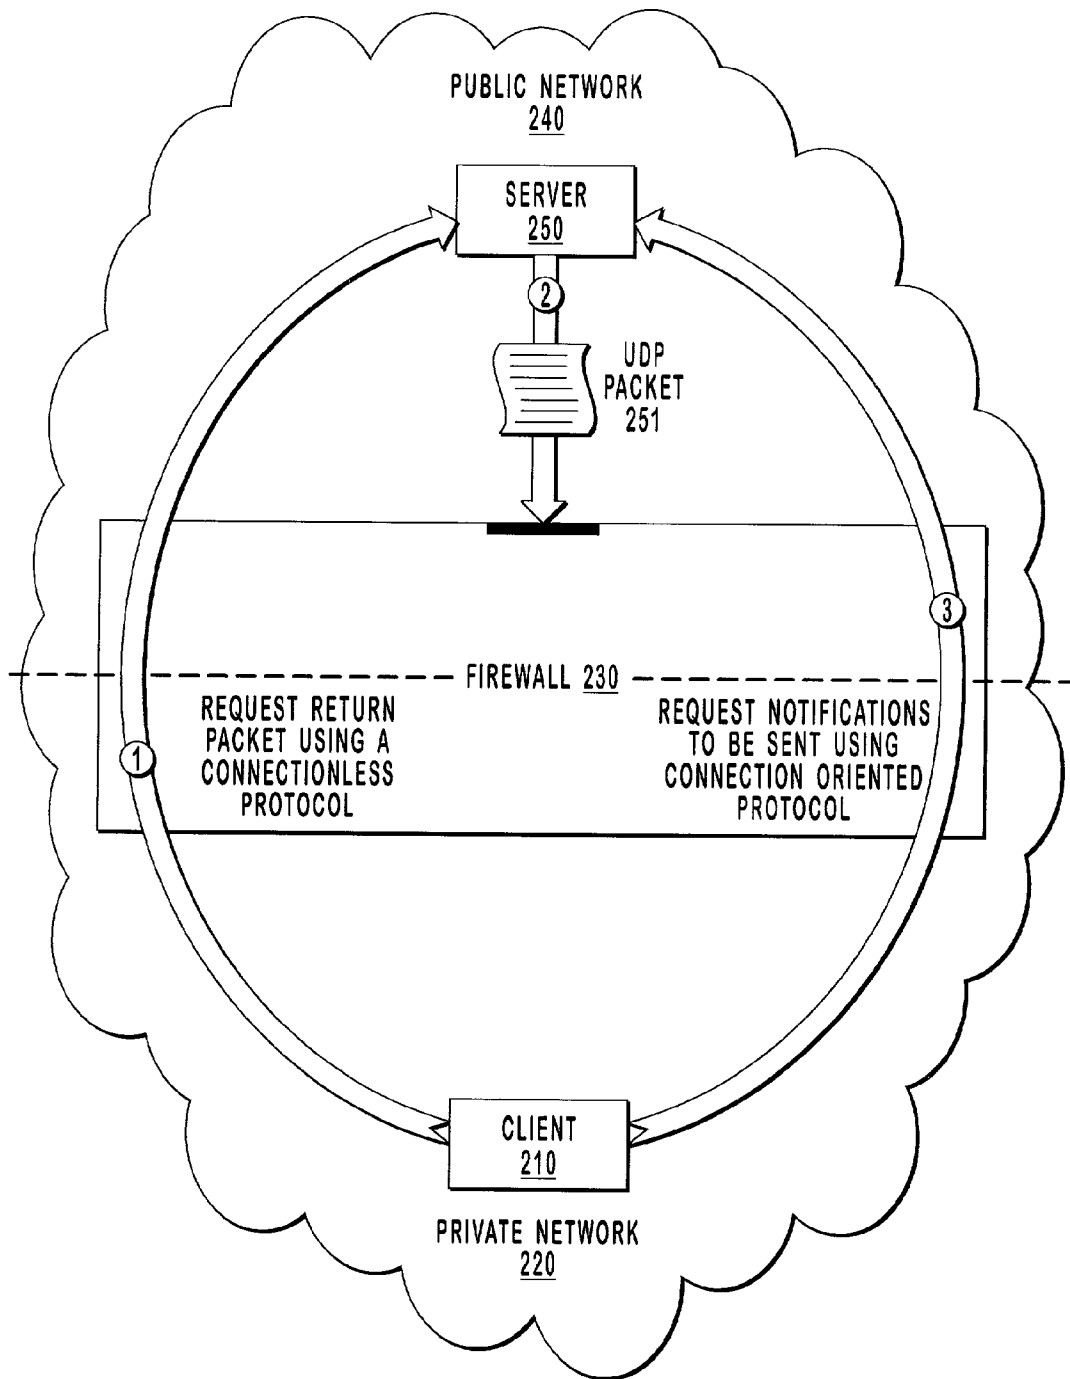 PUBLIC NETWORK
240
SERVER
250
2
UDP
PACKET
251
3
FIREWALL 230
REQUEST RETURN
PACKET USING A
CONNECTIONLESS
PROTOCOL
1
REQUEST NOTIFICATIONS
TO BE SENT USING
CONNECTION ORIENTED
PROTOCOL
CLIENT
210
PRIVATE NETWORK
220